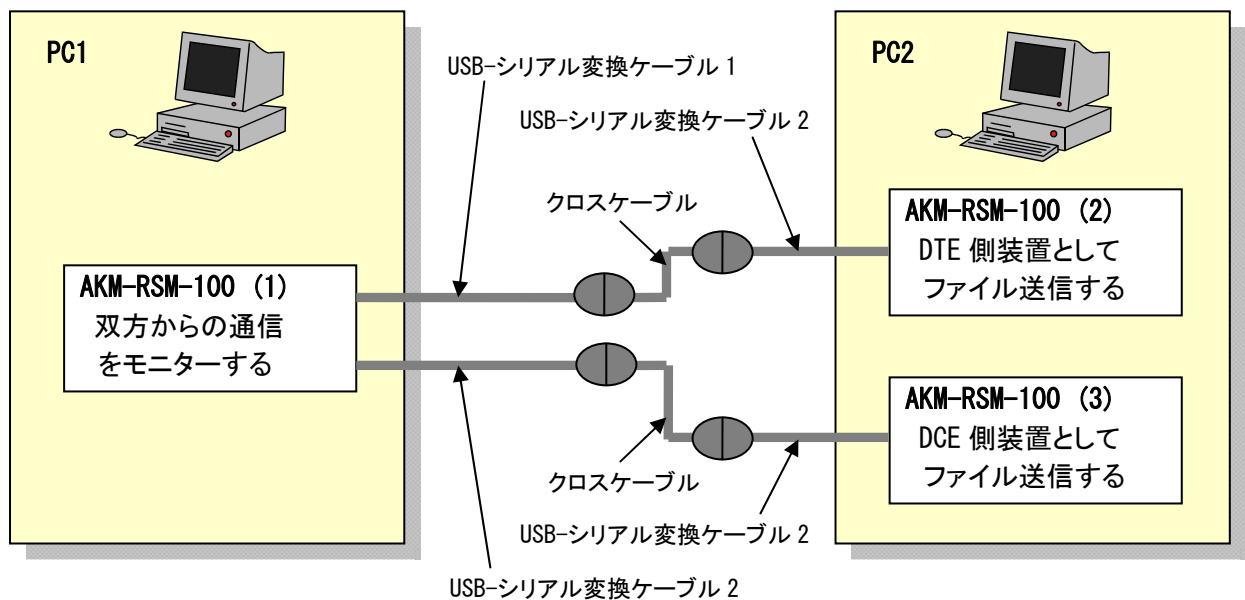 PC1
PC2
USB-シリアル変換ケーブル 1
USB-シリアル変換ケーブル 2
クロスケーブル
AKM-RSM-100 (1)
双方からの通信
をモニターする
AKM-RSM-100 (2)
DTE 側装置として
ファイル送信する
AKM-RSM-100 (3)
DCE 側装置として
ファイル送信する
クロスケーブル
USB-シリアル変換ケーブル 2
USB-シリアル変換ケーブル 2